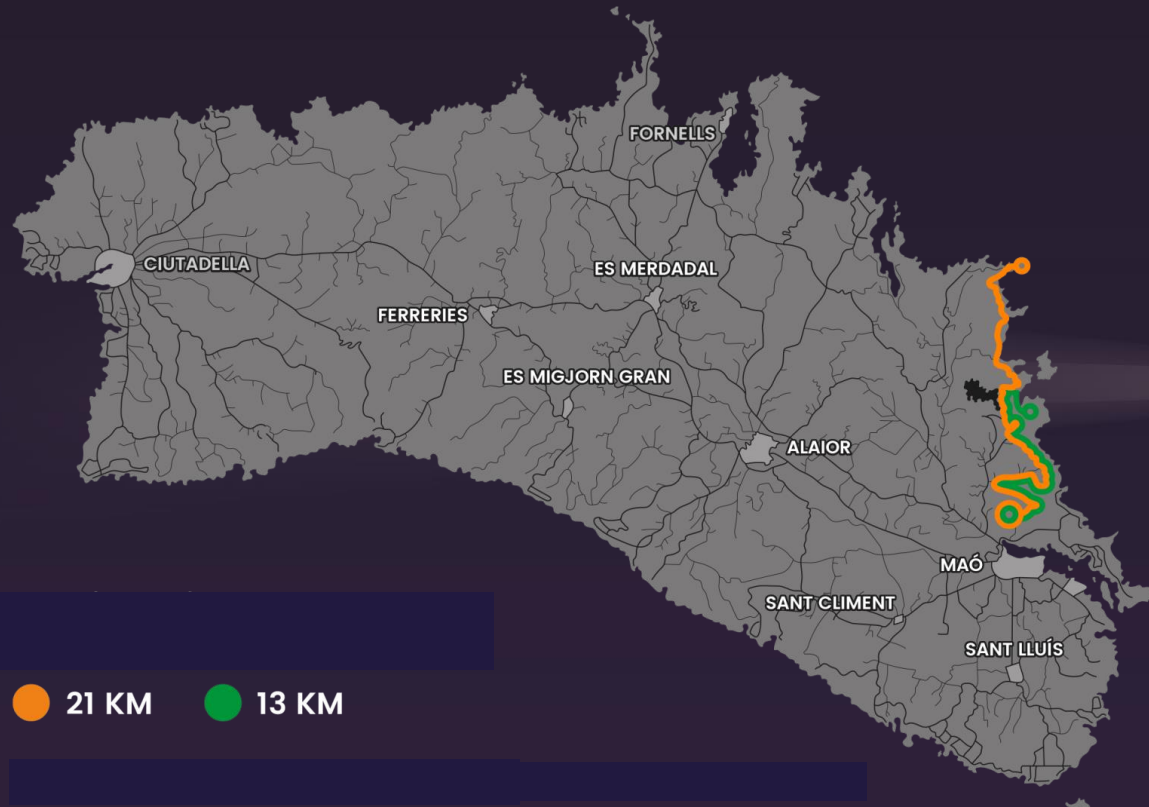 FORNELLS
CIUTADELLA
ES MERDADAL
FERRERIES
ES MIGJORN GRAN
ALAIOR
MAÓ
SANT CLIMENT
SANT LLUÍS
21 KM
13 KM